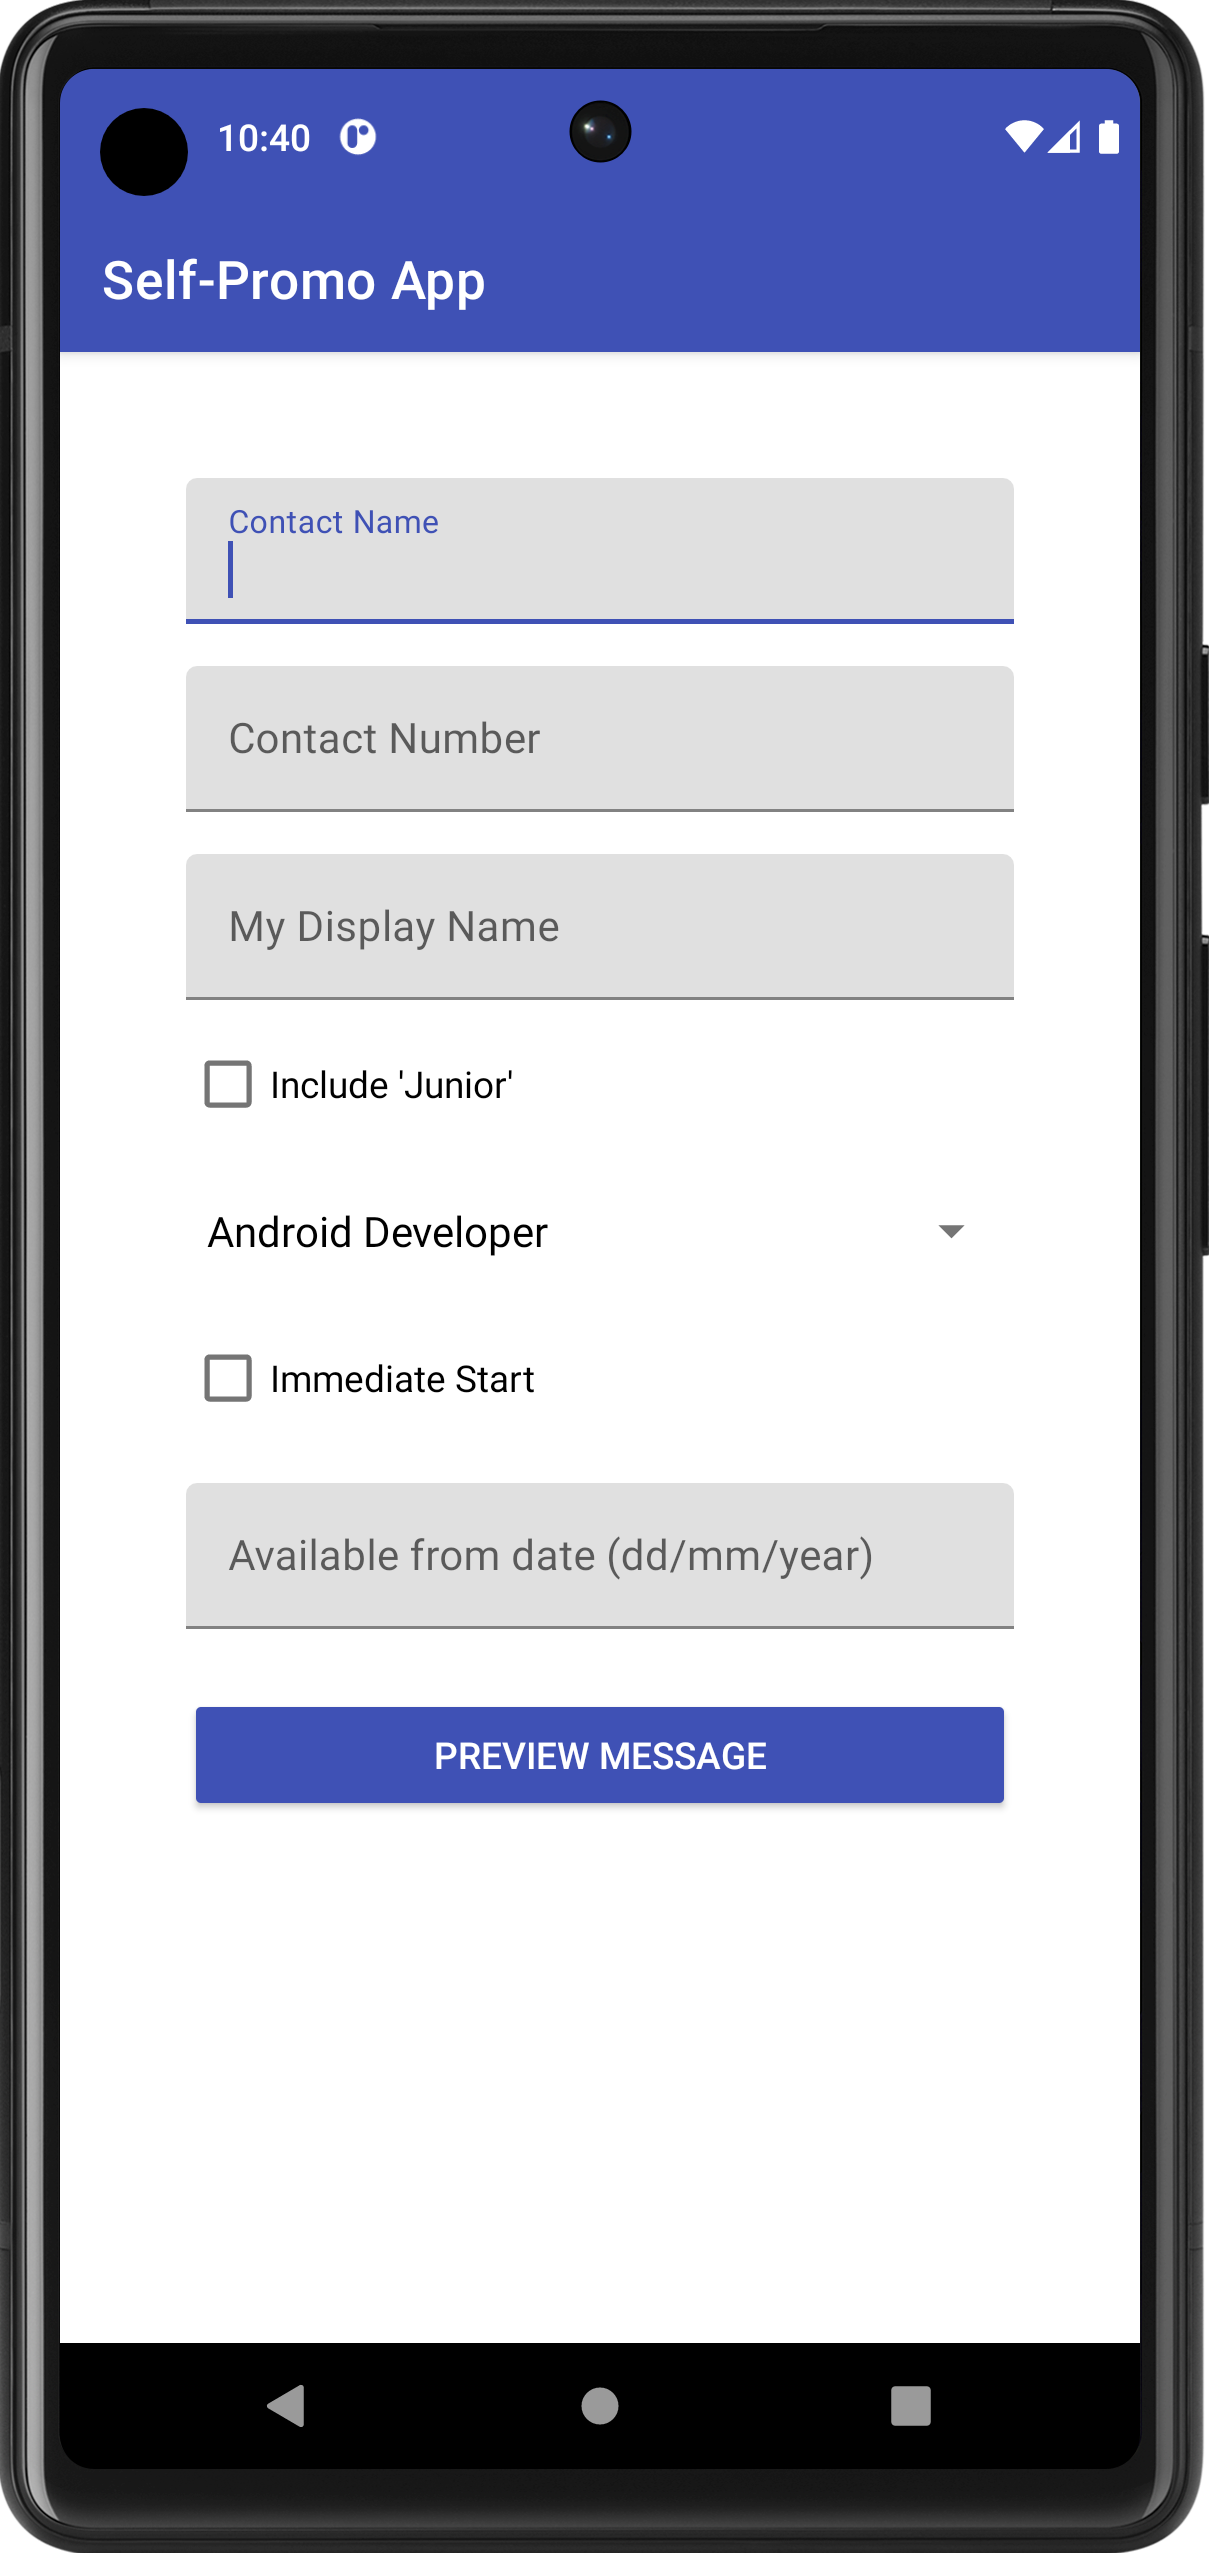 10:40
Self-Promo App
Contact Name
Contact Number
My Display Name
Include 'Junior'
Android Developer
Immediate Start
Available from date (dd/mm/year)
PREVIEW MESSAGE